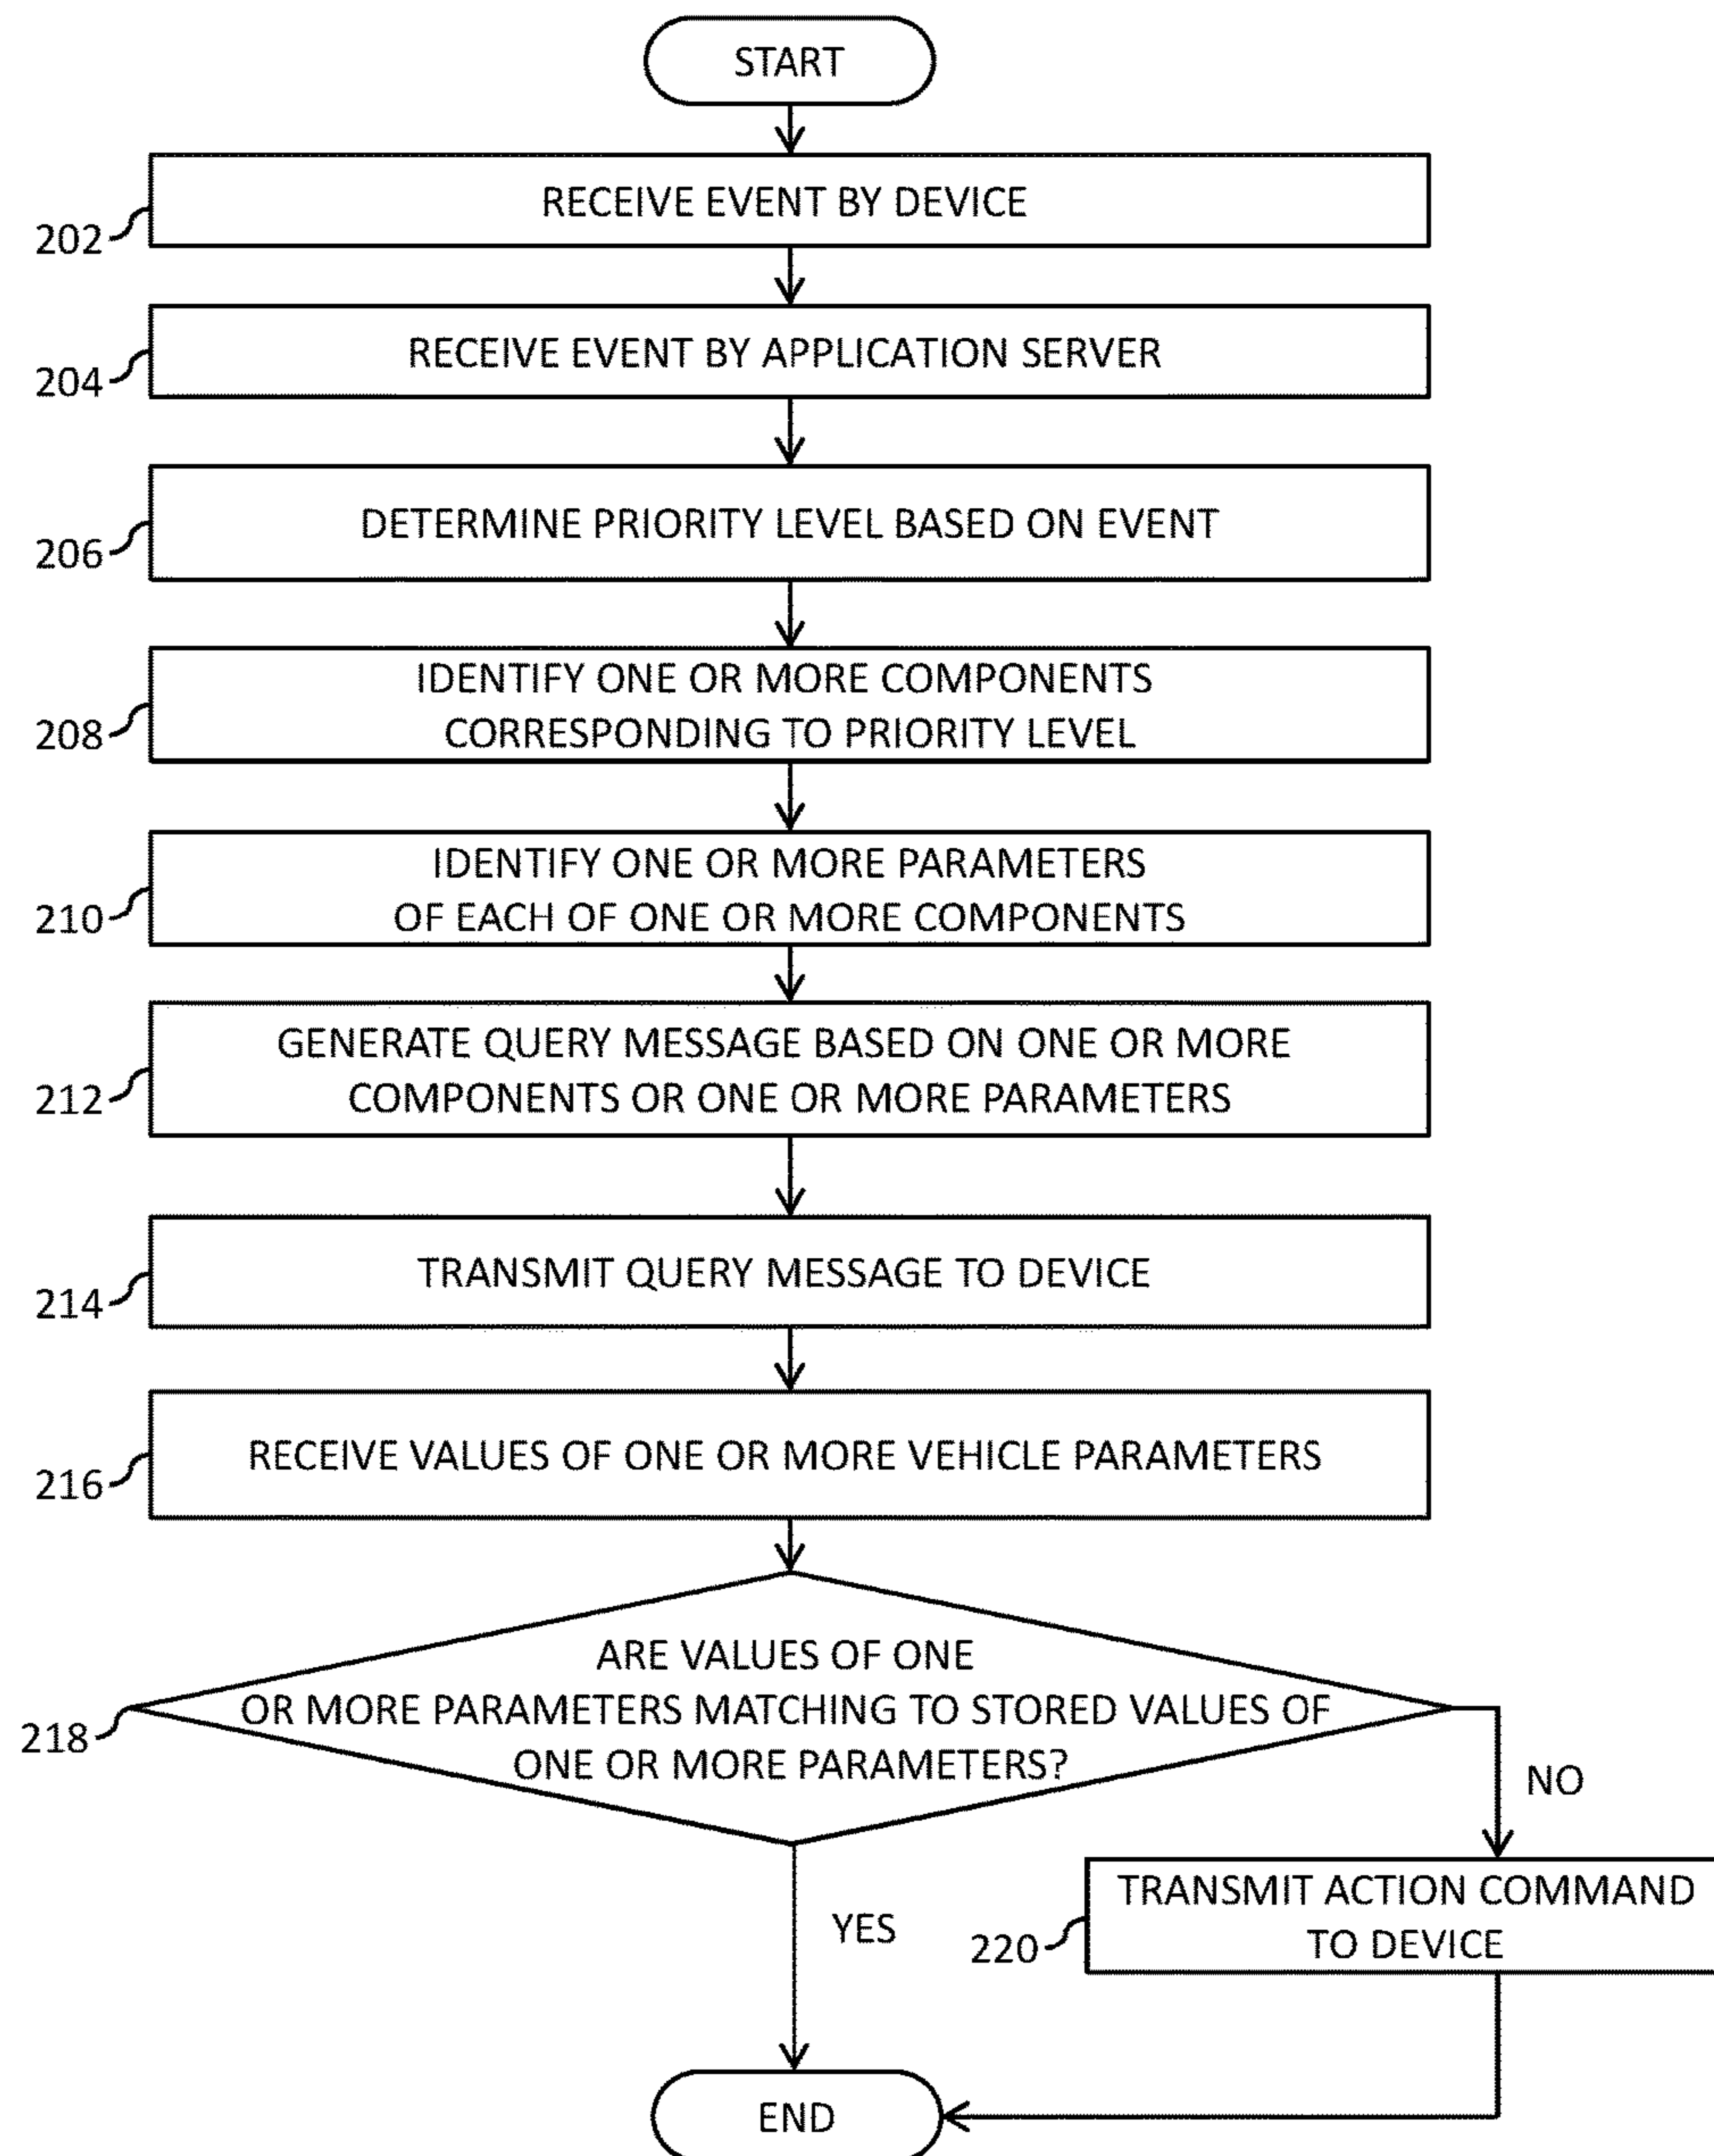 START
RECEIVE EVENT BY DEVICE
202
RECEIVE EVENT BY APPLICATION SERVER
204
DETERMINE PRIORITY LEVEL BASED ON EVENT
206
IDENTIFY ONE OR MORE COMPONENTS
CORRESPONDING TO PRIORITY LEVEL
208
IDENTIFY ONE OR MORE PARAMETERS
OF EACH OF ONE OR MORE COMPONENTS
210
GENERATE QUERY MESSAGE BASED ON ONE OR MORE
COMPONENTS OR ONE OR MORE PARAMETERS
212
TRANSMIT QUERY MESSAGE TO DEVICE
214
RECEIVE VALUES OF ONE OR MORE VEHICLE PARAMETERS
216
ARE VALUES OF ONE
OR MORE PARAMETERS MATCHING TO STORED VALUES OF
ONE OR MORE PARAMETERS?
218
NO
TRANSMIT ACTION COMMAND
TO DEVICE
220
YES
END